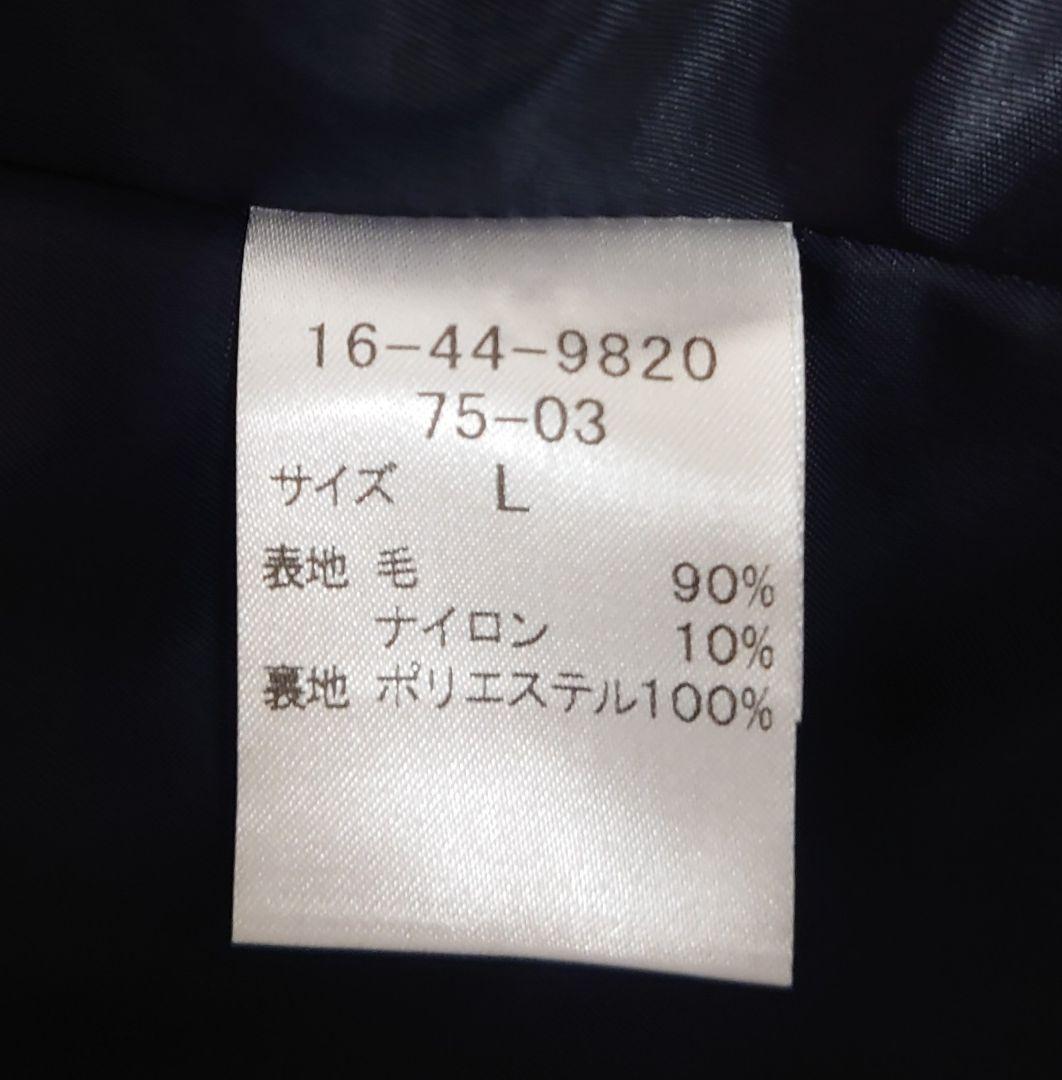 16-44-9820
75-03
サイズ L
表地 毛 90%
ナイロン 10%
裏地 ポリエステル100%